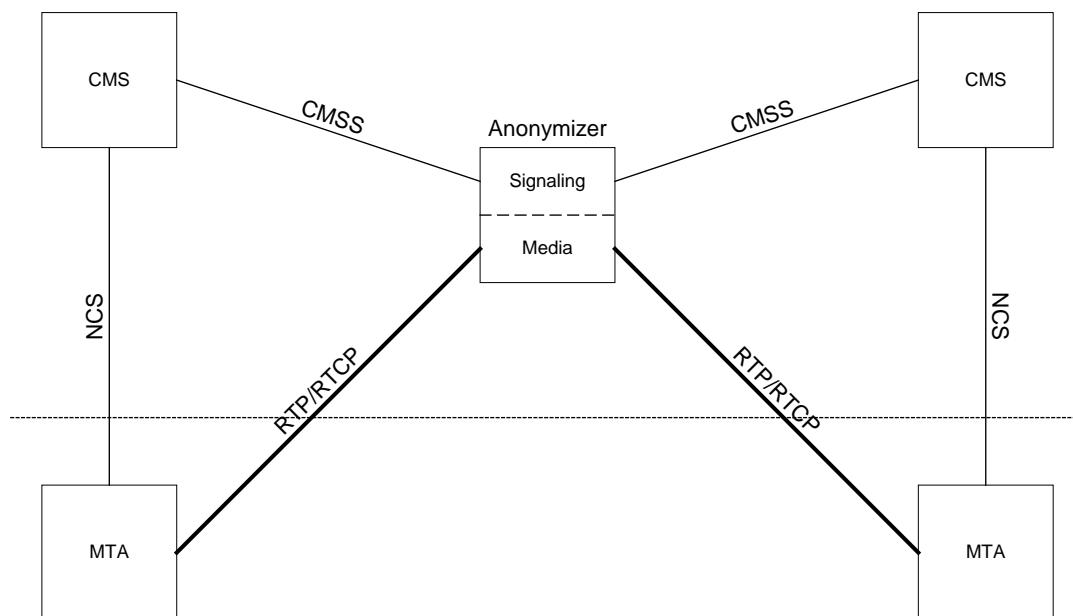 CMS
CMS
CMSS
CMSS
Anonymizer
Signaling
Media
NCS
NCS
RTP/RTCP
RTP/RTCP
MTA
MTA